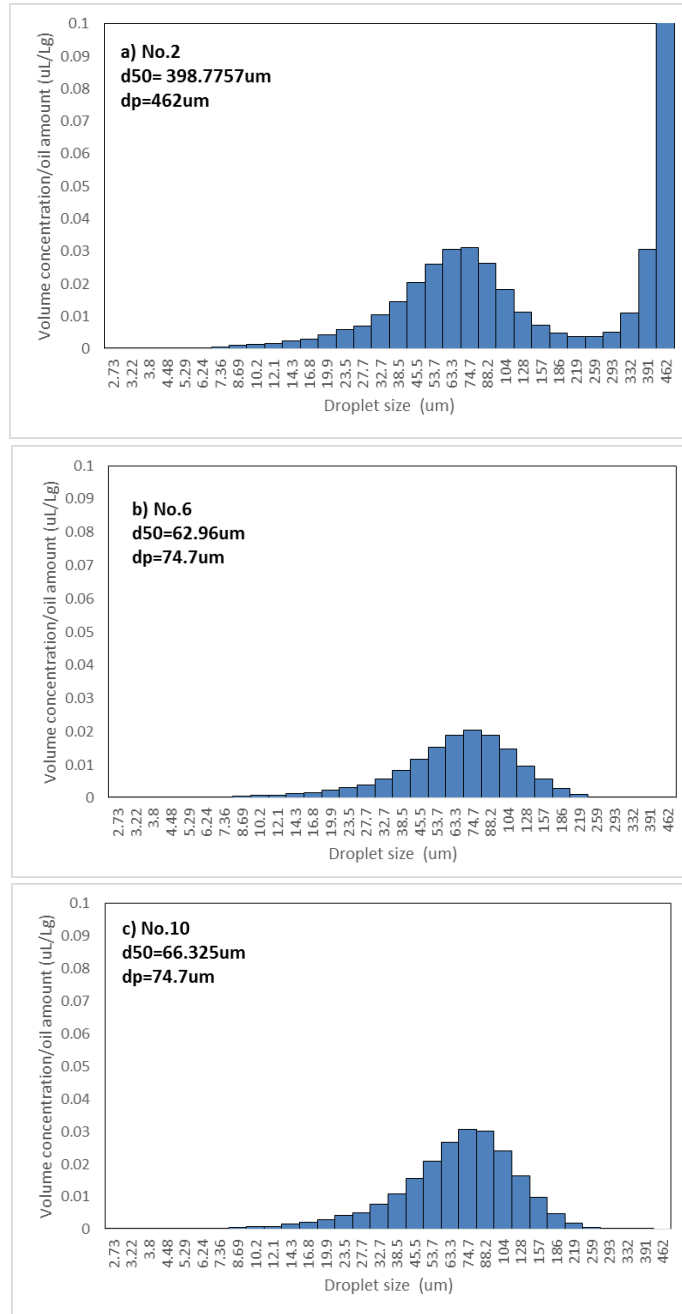 0.1
0.09
0.08
0.07
0.06
0.05
0.04
0.03
0.02
0.01
0
Volume concentration/oil amount (uL/Lg)
a) No.2
d50= 398.7757um
dp=462um
2.73 3.22 3.8 4.48 5.29 6.24 7.36 8.69 10.2 12.1 14.3 16.8 19.9 23.5 27.7 32.7 38.5 45.5 53.7 63.3 74.7 88.2 104 128 157 186 219 259 293 332 391 462
Droplet size (um)
0.1
0.09
0.08
0.07
0.06
0.05
0.04
0.03
0.02
0.01
0
Volume concentration/oil amount (uL/Lg)
b) No.6
d50=62.96um
dp=74.7um
2.73 3.22 3.8 4.48 5.29 6.24 7.36 8.69 10.2 12.1 14.3 16.8 19.9 23.5 27.7 32.7 38.5 45.5 53.7 63.3 74.7 88.2 104 128 157 186 219 259 293 332 391 462
Droplet size (um)
0.1
0.09
0.08
0.07
0.06
0.05
0.04
0.03
0.02
0.01
0
Volume concentration/oil amount (uL/Lg)
c) No.10
d50=66.325um
dp=74.7um
2.73 3.22 3.8 4.48 5.29 6.24 7.36 8.69 10.2 12.1 14.3 16.8 19.9 23.5 27.7 32.7 38.5 45.5 53.7 63.3 74.7 88.2 104 128 157 186 219 259 293 332 391 462
Droplet size (um)